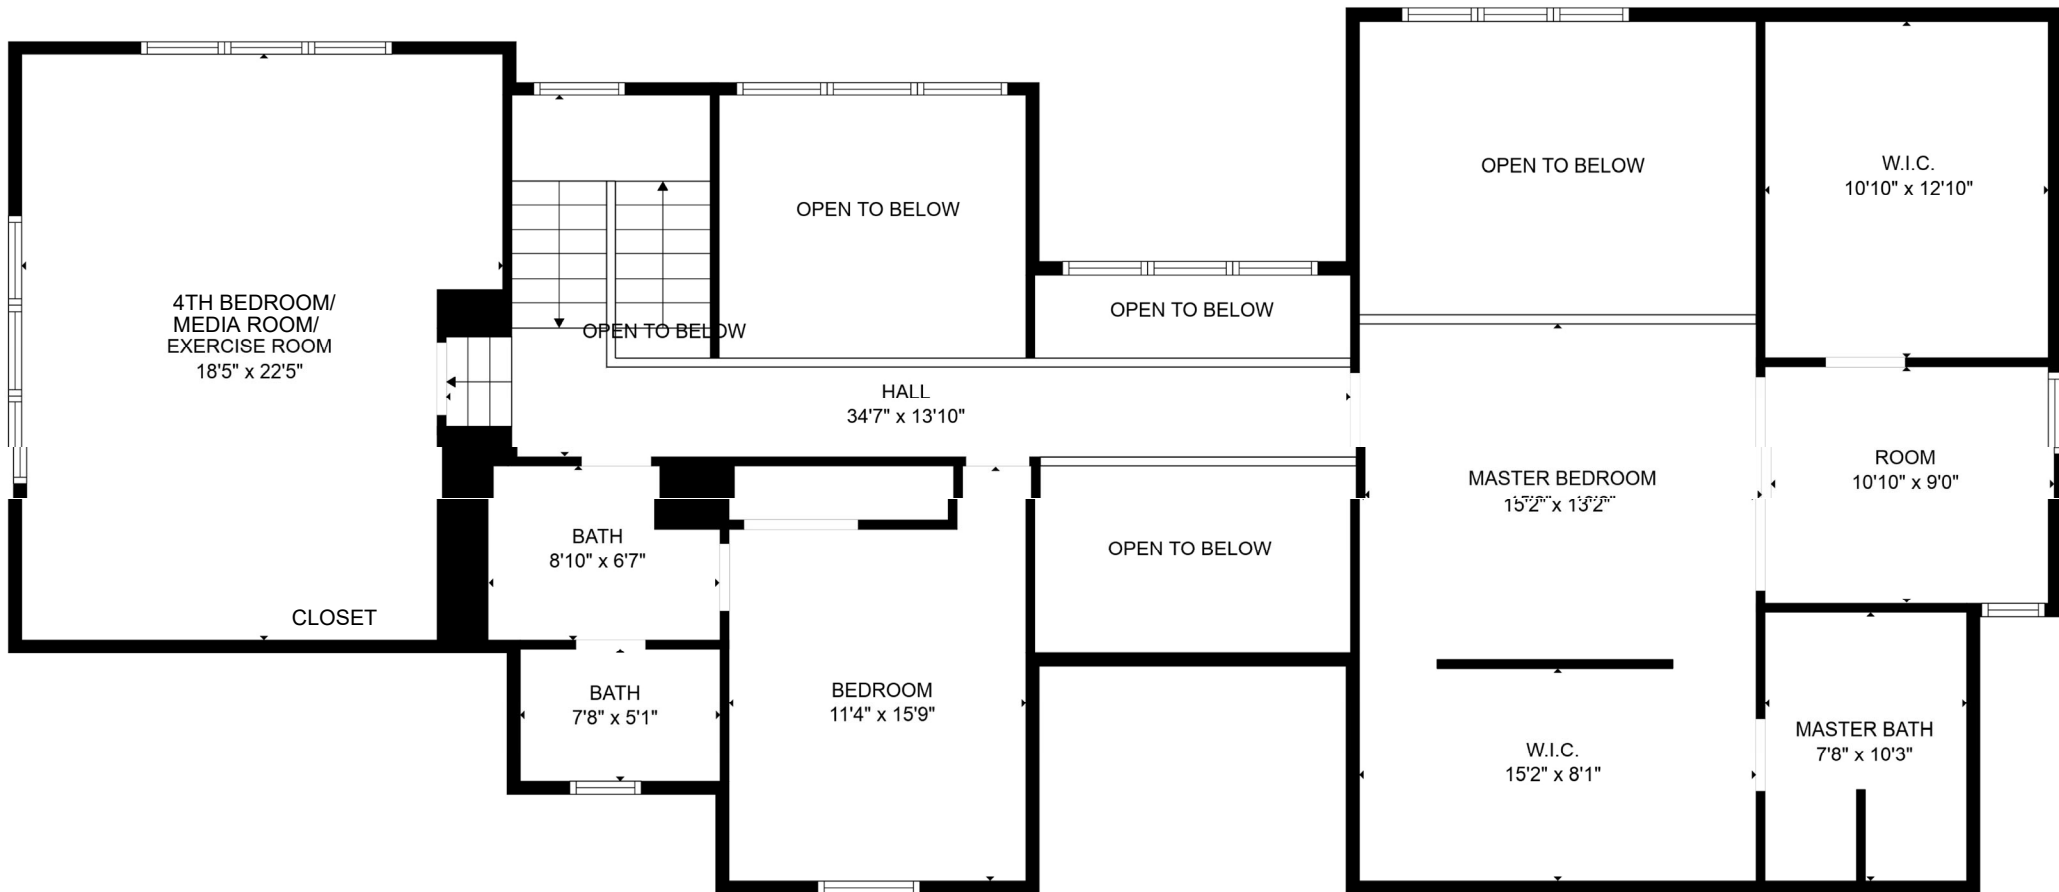 4TH BEDROOM/
MEDIA ROOM/
EXERCISE ROOM
18'5" x 22'5"
CLOSET
OPEN TO BELOW
OPEN TO BELOW
OPEN TO BELOW
HALL
34'7" x 13'10"
BATH
8'10" x 6'7"
BATH
7'8" x 5'1"
BEDROOM
11'4" x 15'9"
OPEN TO BELOW
OPEN TO BELOW
MASTER BEDROOM
15'2" x 13'2"
W.I.C.
15'2" x 8'1"
W.I.C.
10'10" x 12'10"
ROOM
10'10" x 9'0"
MASTER BATH
7'8" x 10'3"